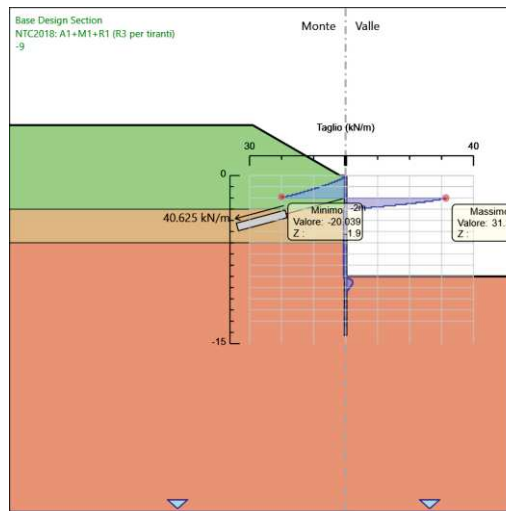 Base Design Section
NTC2018: A1+M1+R1 (R3 per tiranti)
-9
Monte
Valle
Taglio (kN/m)
30
40
0
40.625 kN/m
-2m
Minimo
Valore: -20.039
Z : -1.9
Massimo
Valore: 31.
Z :
-15